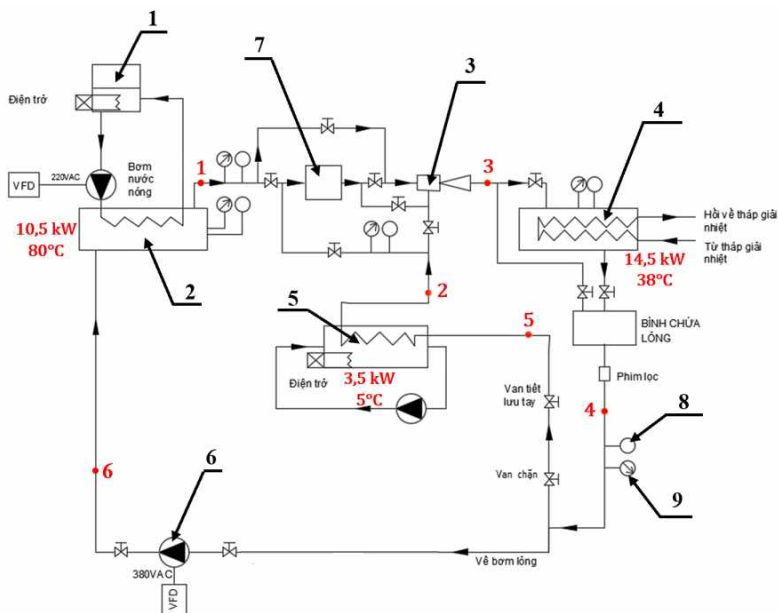 1
7
3
4
Điện trở
VFD
220VAC
Bơm
nước
nóng
1
3
10,5 kW
80°C
2
Hồi về tháp giải
nhiệt
Từ tháp giải
nhiệt
14,5 kW
38°C
2
5
5
BÌNH CHỨA
LỎNG
Điện trở
3,5 kW
5°C
Phim lọc
Van tiết
lưu tay
4
8
9
Van chặn
6
6
380VAC
VFD
Về bơm lỏng